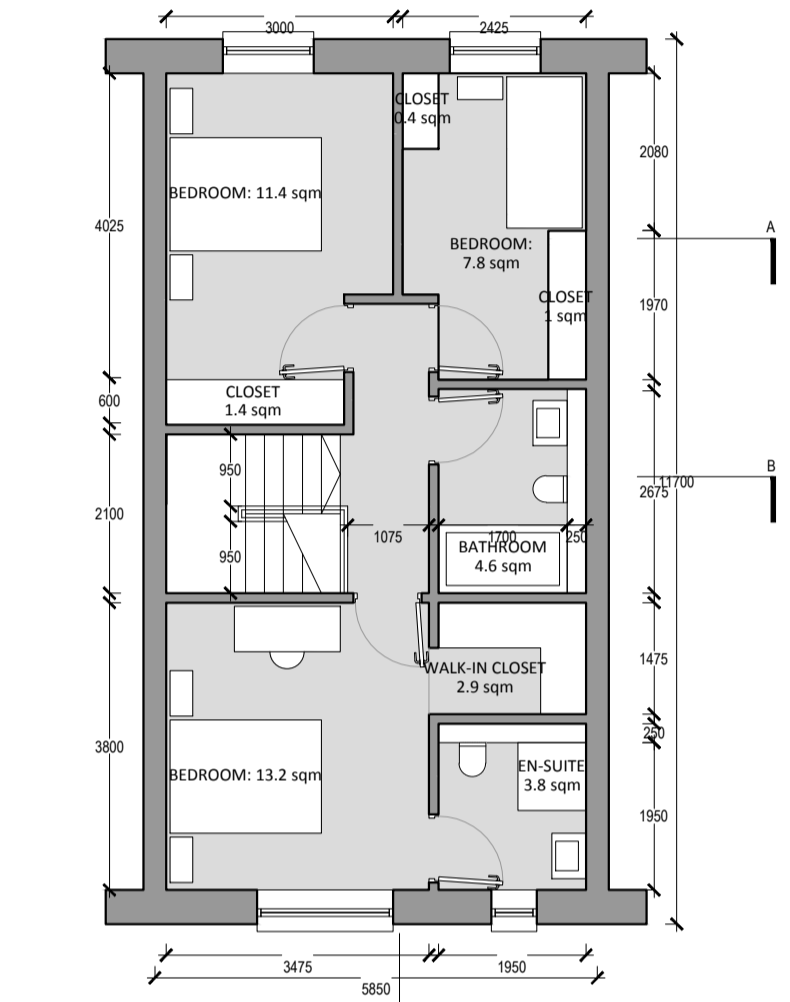 3000
2425
CLOSET
0.4 sqm
2080
BEDROOM: 11.4 sqm
4025
A
BEDROOM:
7.8 sqm
CLOSET
1 sqm
1970
600
CLOSET
1.4 sqm
950
B
11700
2675
2100
1075
1700
250
BATHROOM
4.6 sqm
950
WALK-IN CLOSET
2.9 sqm
1475
250
3800
BEDROOM: 13.2 sqm
EN-SUITE
3.8 sqm
1950
3475
1950
5850